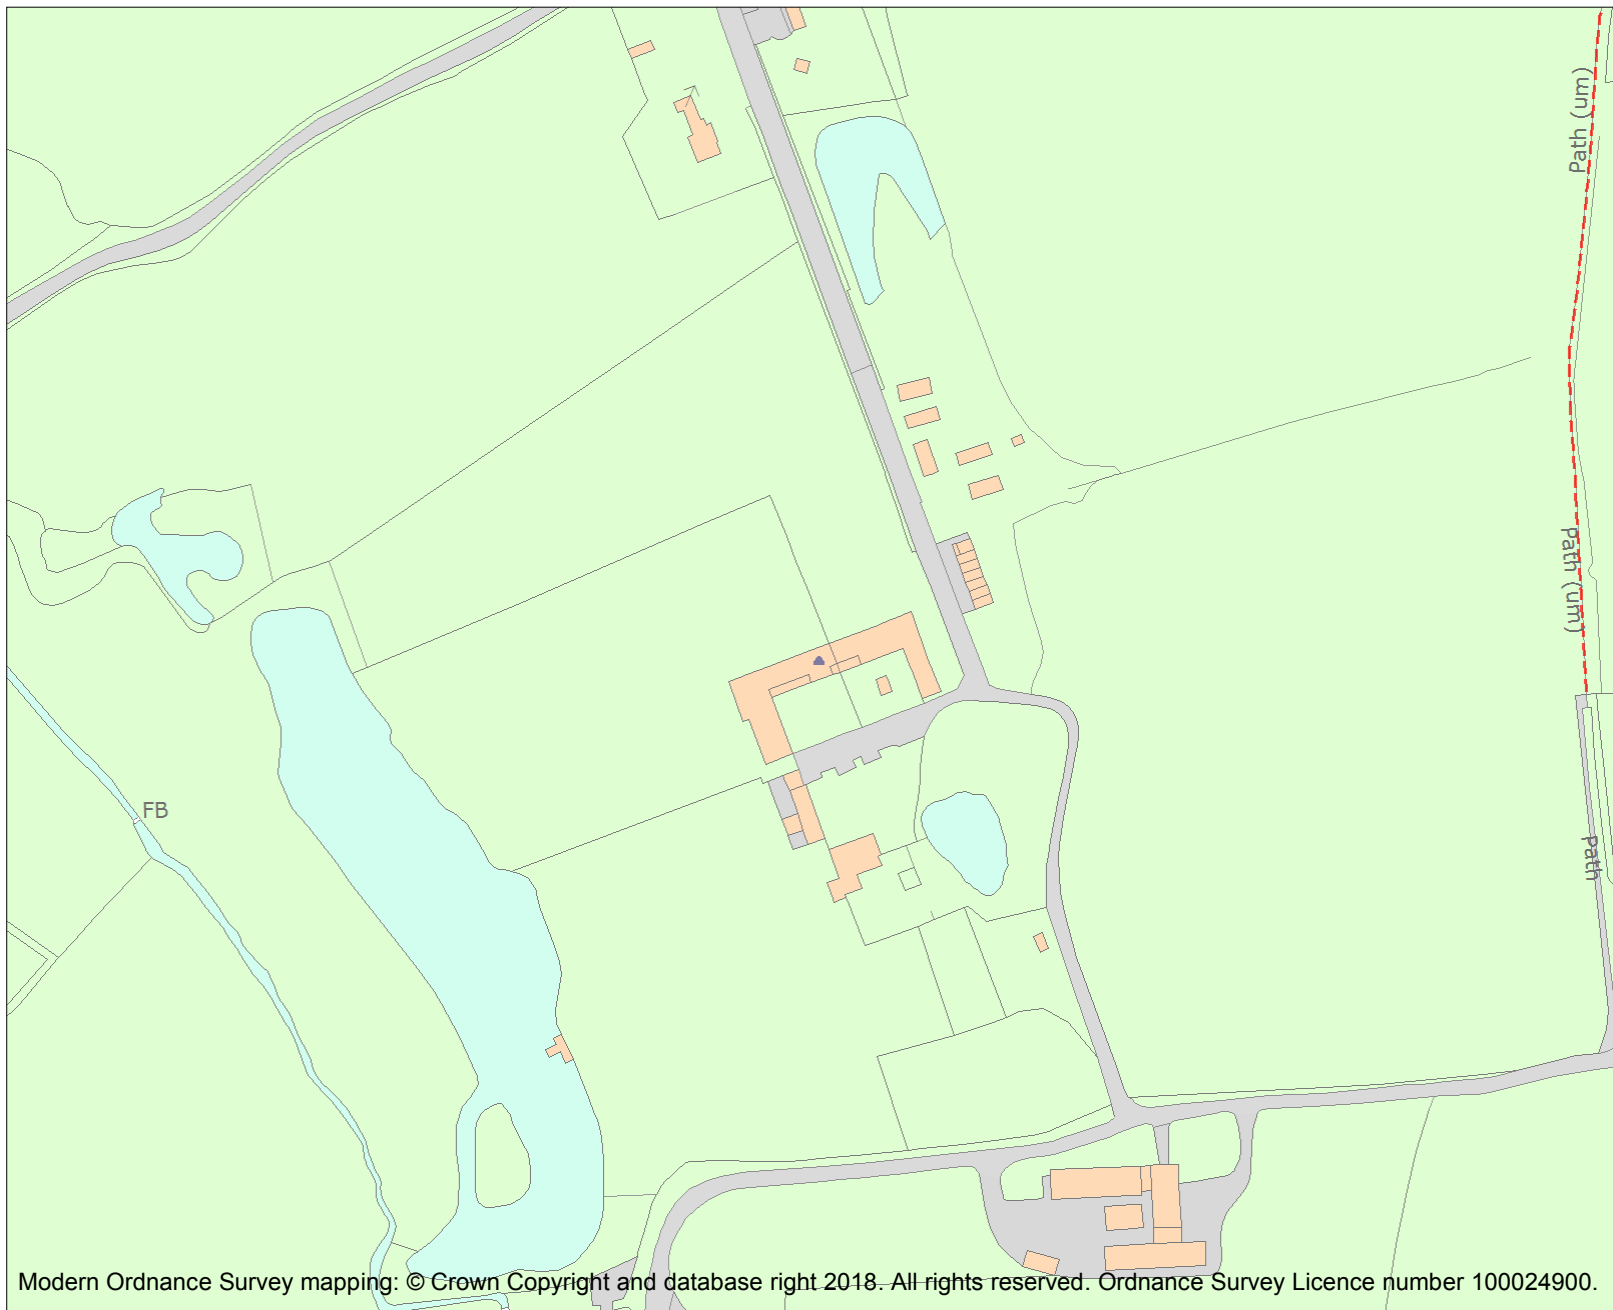 Path (um)
Path (um)
FB
Path
Modern Ordnance Survey mapping: © Crown Copyright and database right 2018. All rights reserved. Ordnance Survey Licence number 100024900.